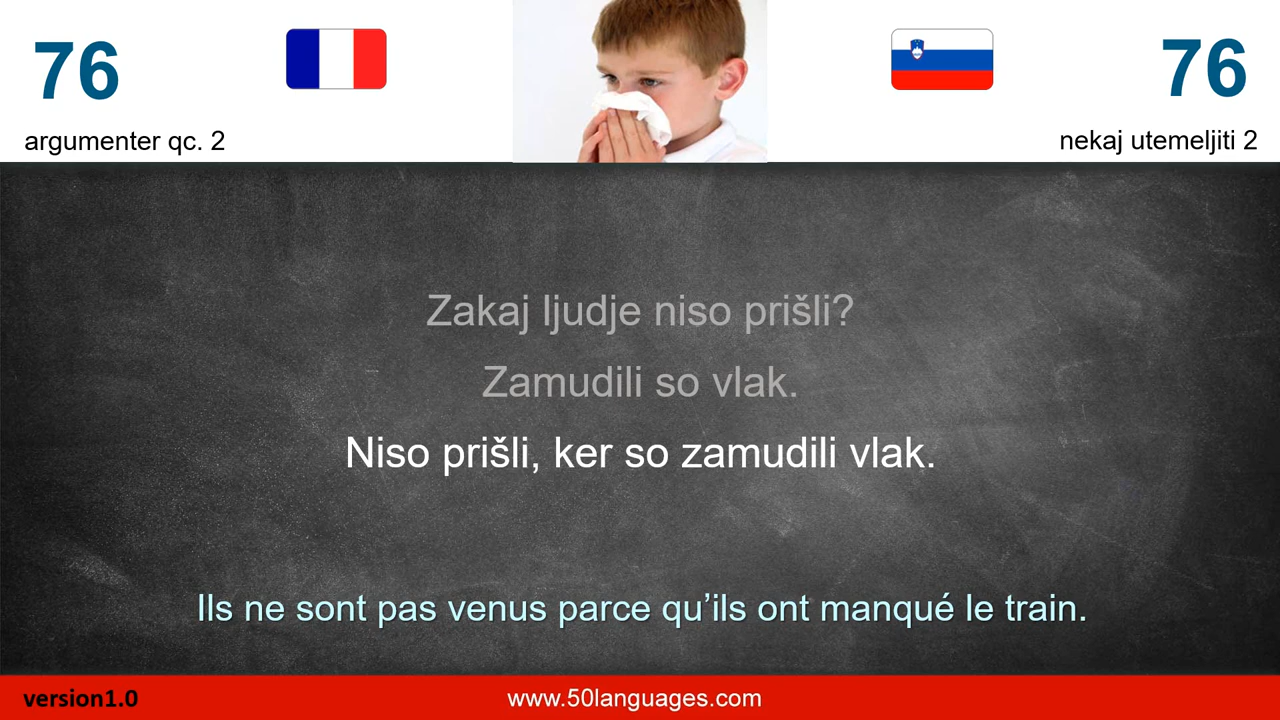 76
76
argumenter qc. 2
nekaj utemeljiti 2
Zakaj ljudje niso prišli?
Zamudili so vlak.
Niso prišli, ker so zamudili vlak.
Ils ne sont pas venus parce qu’ils ont manqué le train.
version1.0
www.50languages.com